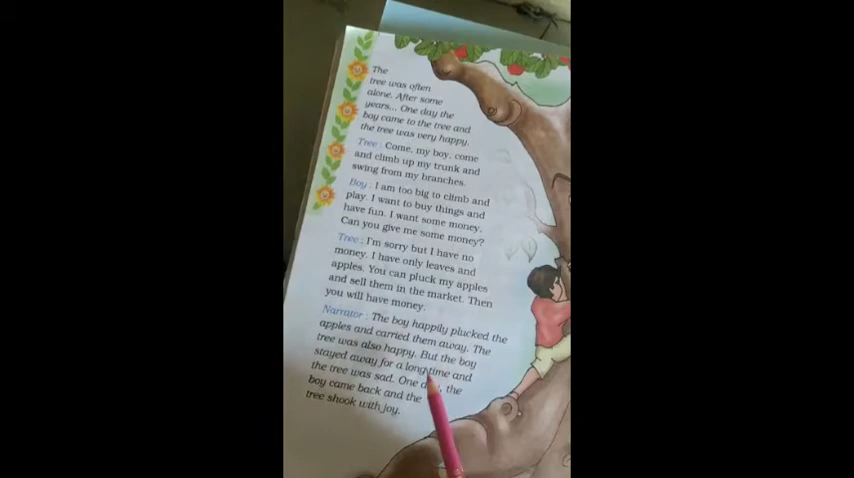 The
tree was often
alone. After some
years... One day the
boy came to the tree and
the tree was very happy.
Tree : Come, my boy, come
and climb up my trunk and
swing from my branches.
Boy : I am too big to climb and
play. I want to buy things and
have fun. I want some money.
Can you give me some money?
Tree : I'm sorry but I have no
money. I have only leaves and
apples. You can pluck my apples
and sell them in the market. Then
you will have money.
Narrator : The boy happily plucked the
apples and carried them away. The
tree was also happy. But the boy
stayed away for a long time and
the tree was sad. One the
boy came back and the
tree shook with joy.